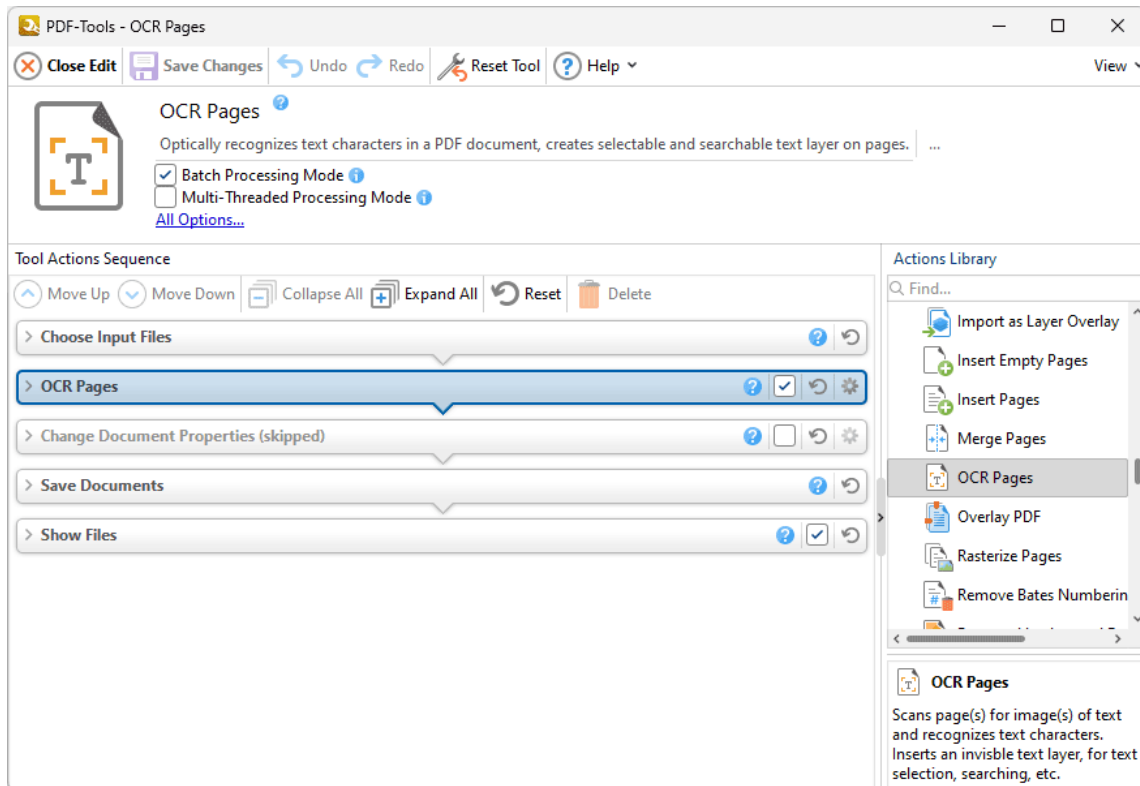 PDF-Tools - OCR Pages
Close Edit Save Changes Undo Redo Reset Tool Help View
OCR Pages
Optically recognizes text characters in a PDF document, creates selectable and searchable text layer on pages. ...
Batch Processing Mode
Multi-Threaded Processing Mode
All Options...
Tool Actions Sequence
Move Up Move Down Collapse All Expand All Reset Delete
Choose Input Files
OCR Pages
Change Document Properties (skipped)
Save Documents
Show Files
Actions Library
Find...
Import as Layer Overlay
Insert Empty Pages
Insert Pages
Merge Pages
OCR Pages
Overlay PDF
Rasterize Pages
Remove Bates Numberin
OCR Pages
Scans page(s) for image(s) of text
and recognizes text characters.
Inserts an invisble text layer, for text
selection, searching, etc.